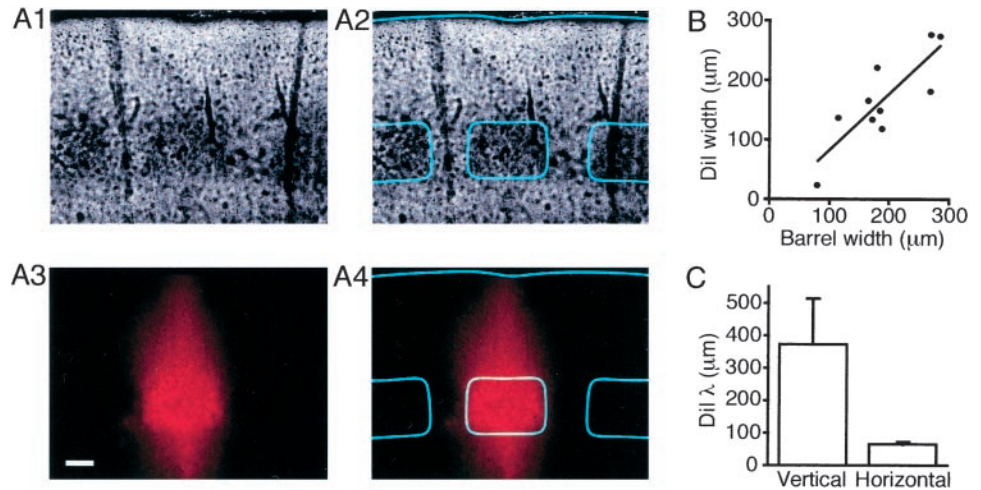 A1
A2
B
300
200
100
0
DiI width (μm)
0
100
200
300
Barrel width (μm)
A3
A4
C
500
400
300
200
100
0
DiI λ (μm)
Vertical
Horizontal